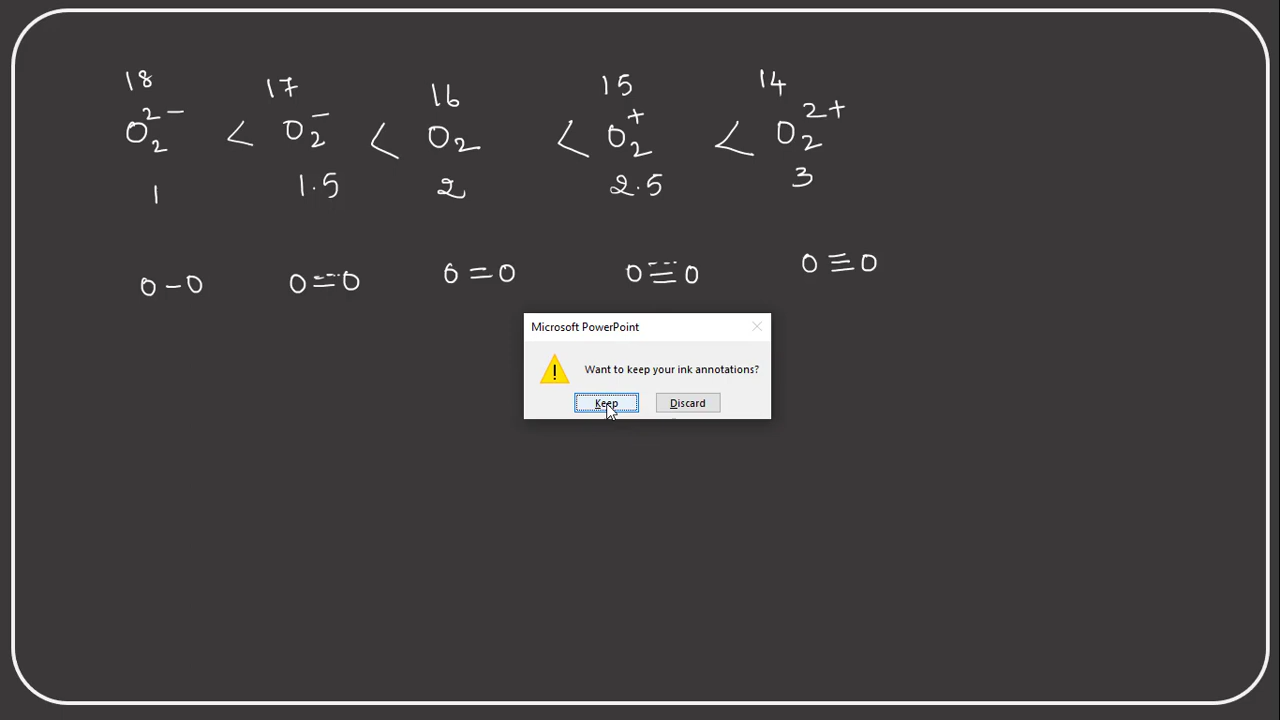 18 17 16 15 14
O₂²⁻ < O₂⁻ < O₂ < O₂⁺ < O₂²⁺
1 1.5 2 2.5 3
O-O O=O O=O O≡O O≡O
Microsoft PowerPoint
Want to keep your ink annotations?
Keep Discard